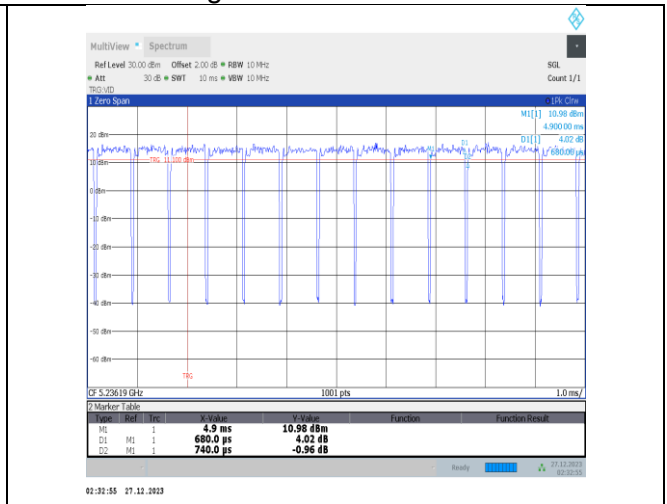 MultiView Spectrum
Ref Level 30.00 dBm Offset 2.00 dB RBW 10 MHz SGL
Att 30 dB SWT 10 ms VBW 10 MHz Count 1/1
TRG:VID
1 Zero Span 1Pk Clrw
M1[1] 10.98 dBm
4.900 00 ms
20 dBm D1[1] 4.02 dB
680.00 µs
M1 D1
10 dBm TRG 11.100 dBm
0 dBm
-10 dBm
-20 dBm
-30 dBm
-40 dBm
-50 dBm
-60 dBm
TRG
CF 5.23619 GHz 1001 pts 1.0 ms/
2 Marker Table
Type Ref Trc X-Value Y-Value Function Function Result
M1 1 4.9 ms 10.98 dBm
D1 M1 1 680.0 µs 4.02 dB
D2 M1 1 740.0 µs -0.96 dB
Ready 27.12.2023
02:32:55
02:32:55 27.12.2023